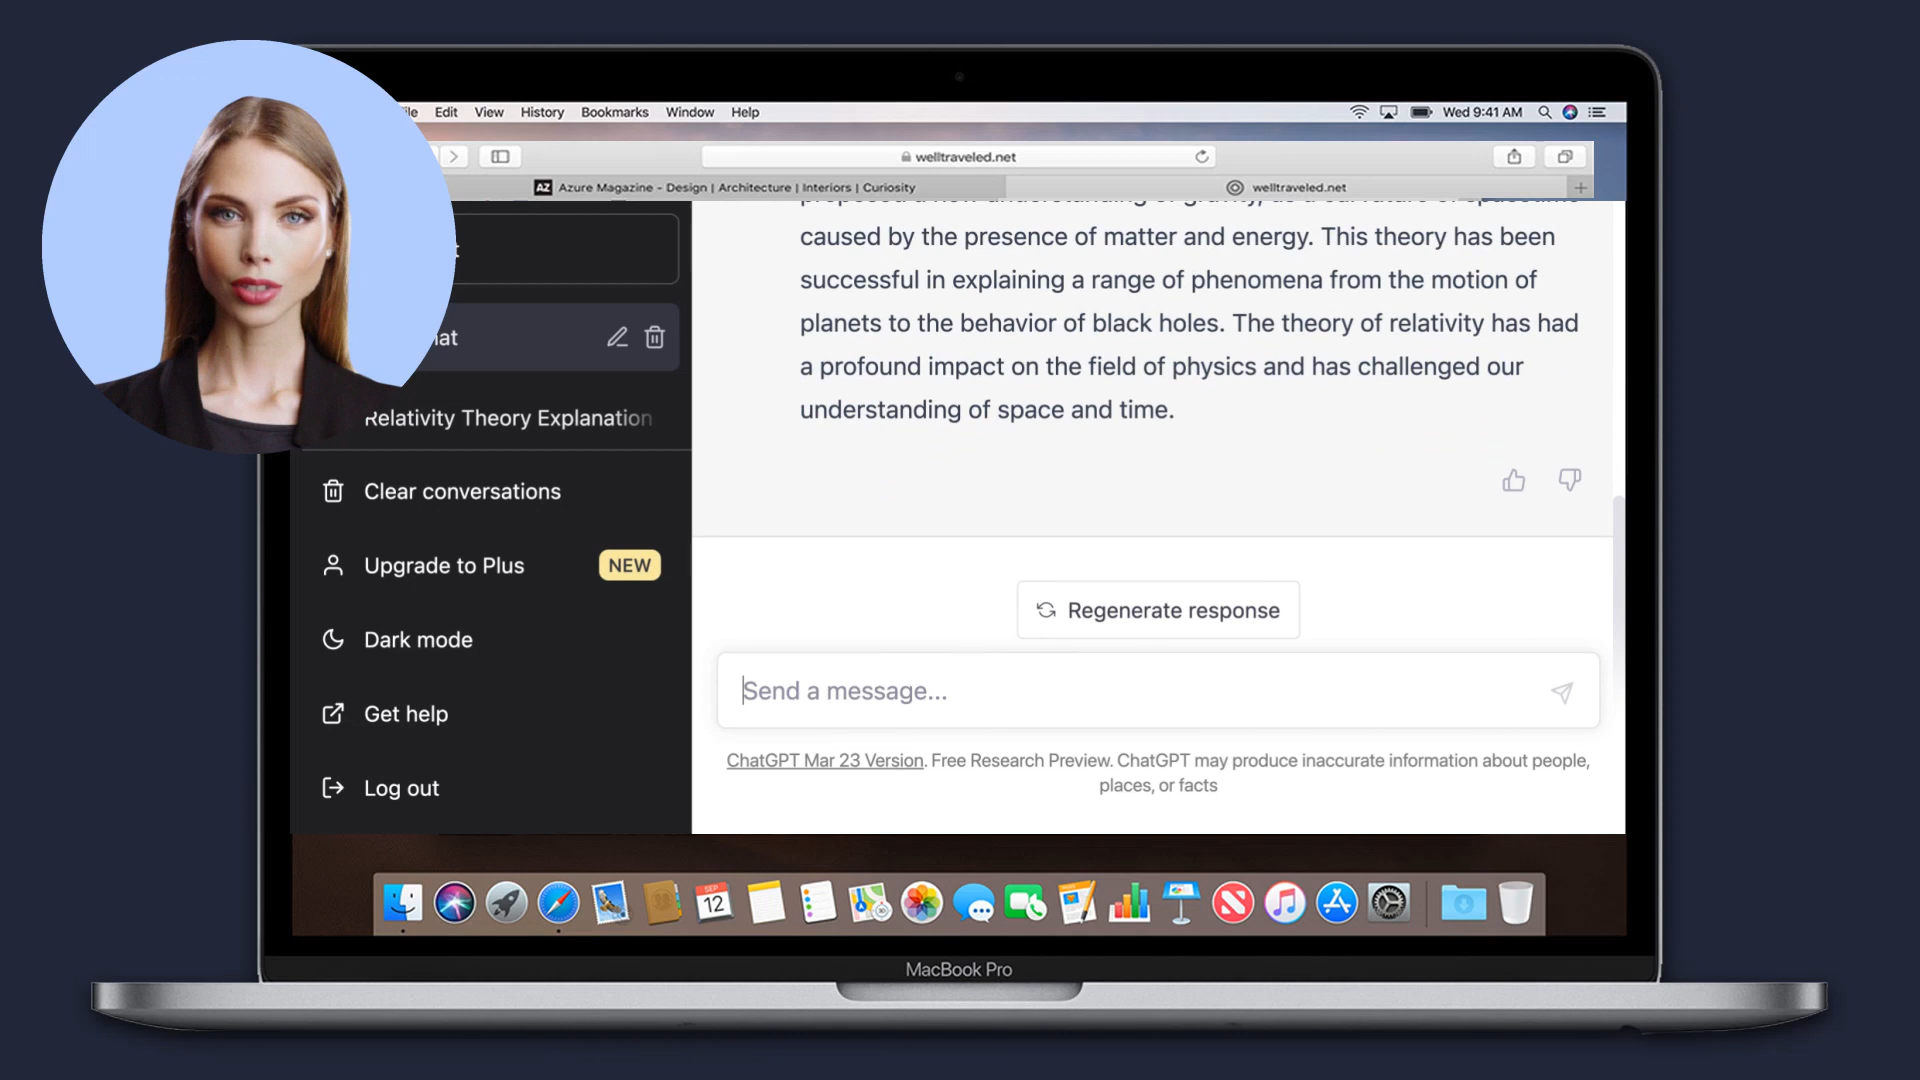 Edit View History Bookmarks Window Help
Wed 9:41 AM
welltraveled.net
AZ Azure Magazine - Design | Architecture | Interiors | Curiosity
welltraveled.net
caused by the presence of matter and energy. This theory has been
successful in explaining a range of phenomena from the motion of
planets to the behavior of black holes. The theory of relativity has had
a profound impact on the field of physics and has challenged our
understanding of space and time.
Relativity Theory Explanation
Clear conversations
Upgrade to Plus NEW
Dark mode
Get help
Log out
Regenerate response
Send a message...
ChatGPT Mar 23 Version. Free Research Preview. ChatGPT may produce inaccurate information about people,
places, or facts
SEP
12
MacBook Pro